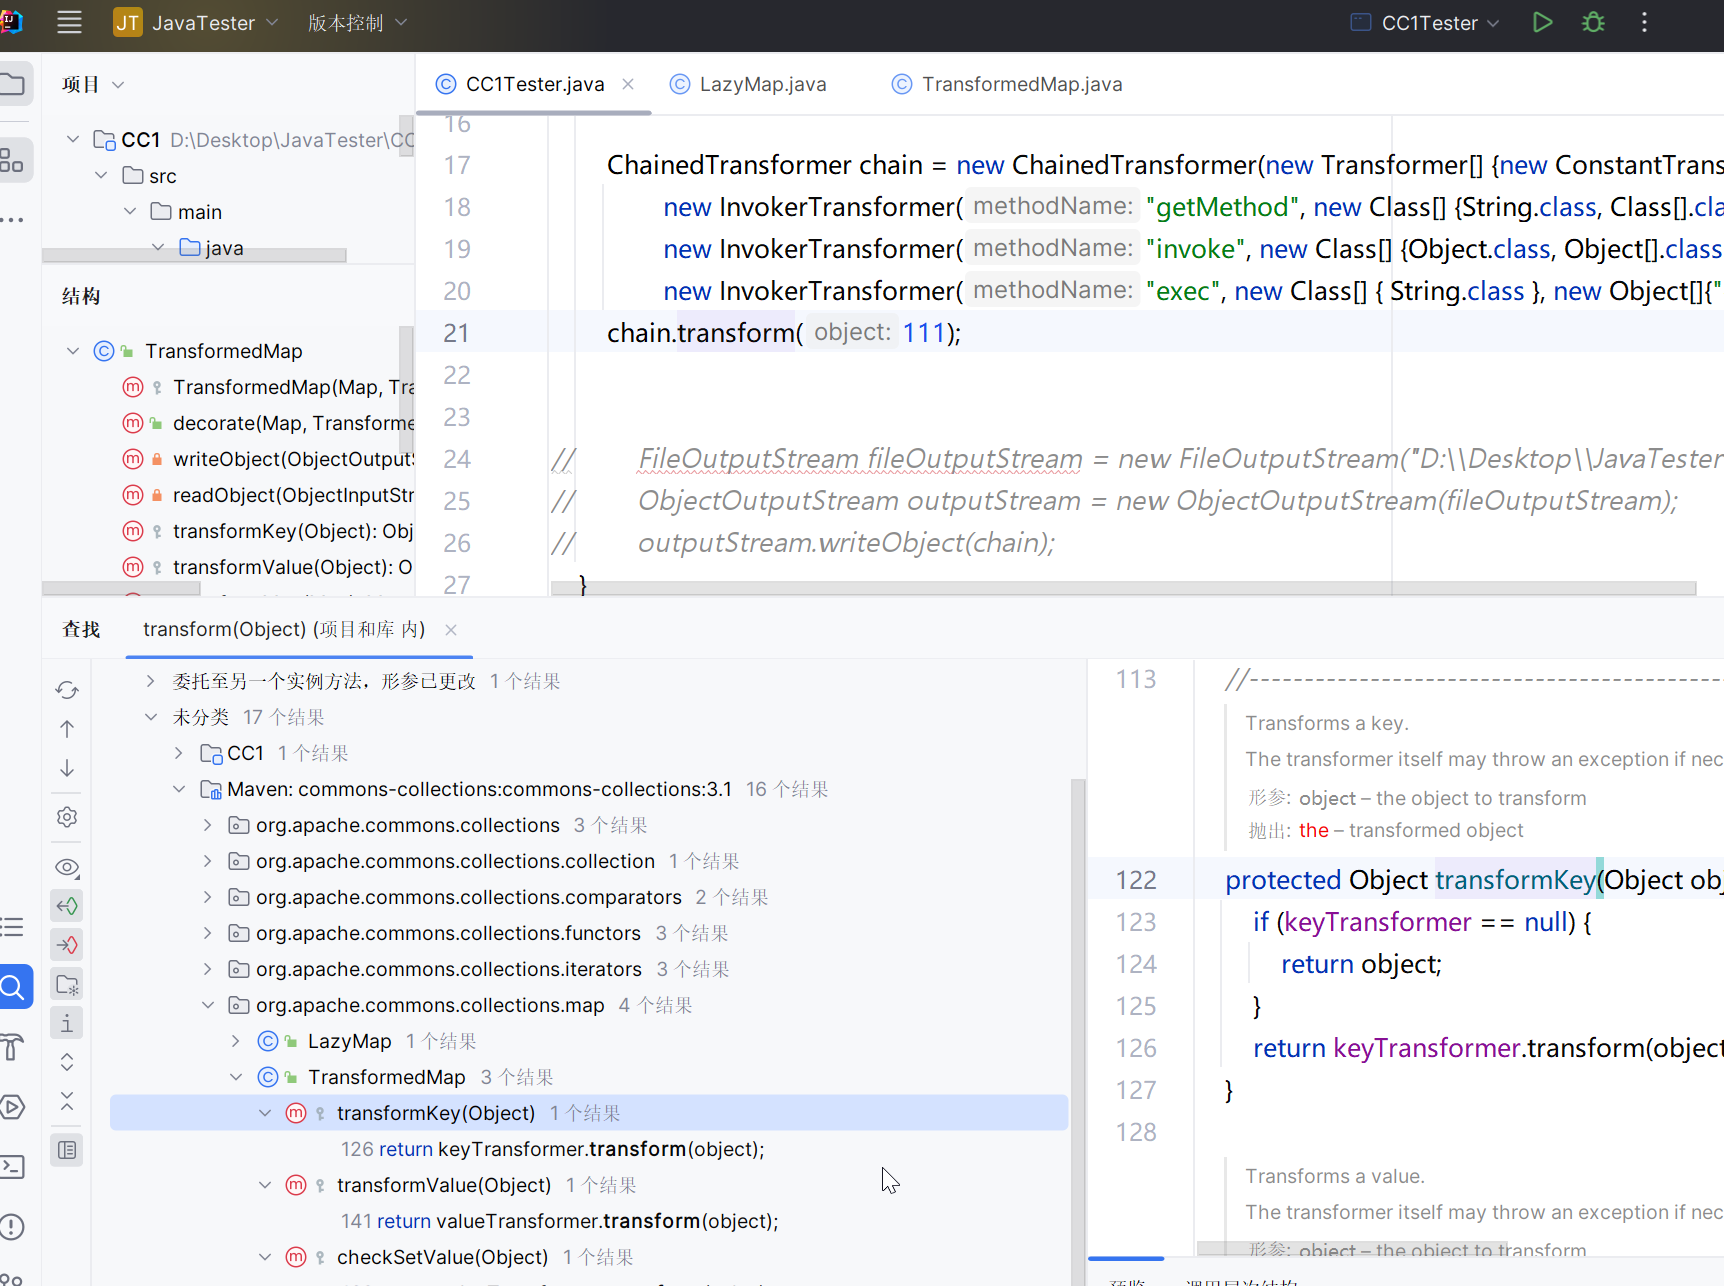 JT JavaTester 版本控制 CC1Tester
项目
CC1 D:\Desktop\JavaTester\CC
src
main
java
结构
TransformedMap
TransformedMap(Map, Tra
decorate(Map, Transforme
writeObject(ObjectOutputS
readObject(ObjectInputStr
transformKey(Object): Obj
transformValue(Object): O
CC1Tester.java LazyMap.java TransformedMap.java
16
17 ChainedTransformer chain = new ChainedTransformer(new Transformer[] {new ConstantTrans
18 new InvokerTransformer( methodName: "getMethod", new Class[] {String.class, Class[].cla
19 new InvokerTransformer( methodName: "invoke", new Class[] {Object.class, Object[].class
20 new InvokerTransformer( methodName: "exec", new Class[] { String.class }, new Object[]{"
21 chain.transform( object: 111);
22
23
24 // FileOutputStream fileOutputStream = new FileOutputStream("D:\\Desktop\\JavaTester
25 // ObjectOutputStream outputStream = new ObjectOutputStream(fileOutputStream);
26 // outputStream.writeObject(chain);
27 }
查找 transform(Object) (项目和库 内)
委托至另一个实例方法，形参已更改 1 个结果
未分类 17 个结果
CC1 1 个结果
Maven: commons-collections:commons-collections:3.1 16 个结果
org.apache.commons.collections 3 个结果
org.apache.commons.collections.collection 1 个结果
org.apache.commons.collections.comparators 2 个结果
org.apache.commons.collections.functors 3 个结果
org.apache.commons.collections.iterators 3 个结果
org.apache.commons.collections.map 4 个结果
LazyMap 1 个结果
TransformedMap 3 个结果
transformKey(Object) 1 个结果
126 return keyTransformer.transform(object);
transformValue(Object) 1 个结果
141 return valueTransformer.transform(object);
checkSetValue(Object) 1 个结果
113 //-----------------------------------------
Transforms a key.
The transformer itself may throw an exception if nec
形参: object – the object to transform
抛出: the – transformed object
122 protected Object transformKey(Object obj
123 if (keyTransformer == null) {
124 return object;
125 }
126 return keyTransformer.transform(object
127 }
128
Transforms a value.
The transformer itself may throw an exception if nec
形参: object – the object to transform